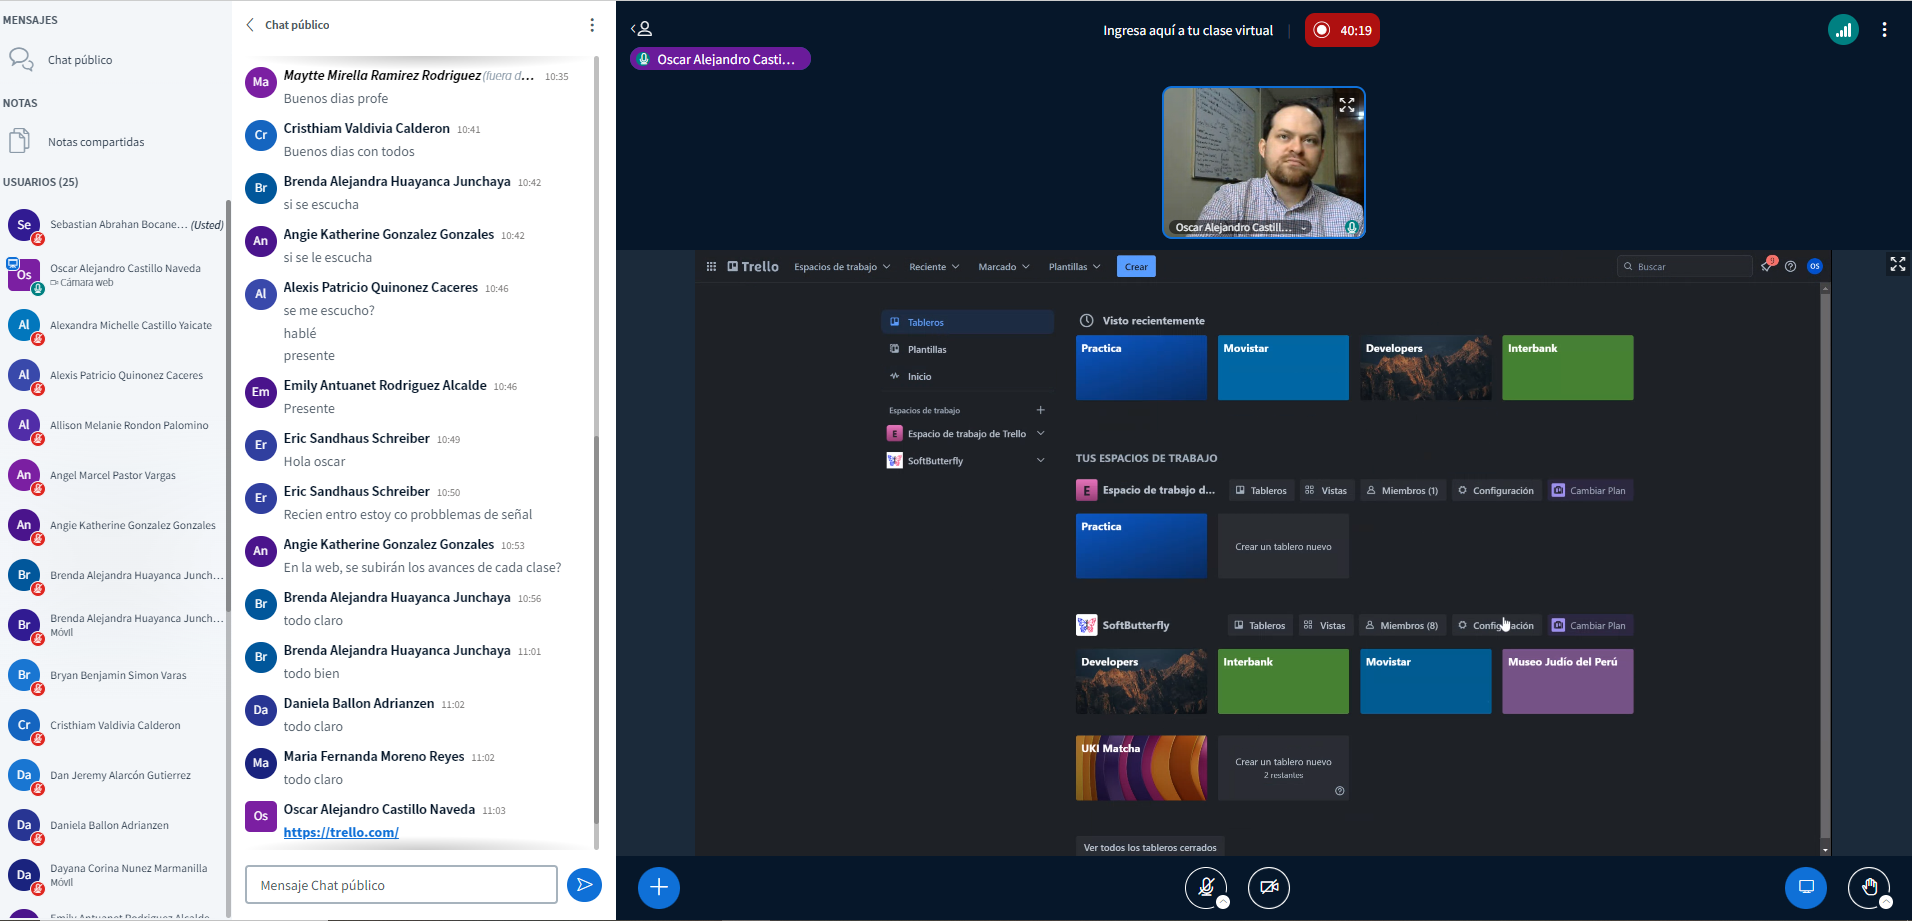 MENSAJES
Chat público
NOTAS
Notas compartidas
USUARIOS (25)
Se
Sebastian Abrahan Bocane... (Usted)
Os
Oscar Alejandro Castillo Naveda
Cámara web
Al
Alexandra Michelle Castillo Yaicate
Al
Alexis Patricio Quinonez Caceres
Al
Allison Melanie Rondon Palomino
An
Angel Marcel Pastor Vargas
An
Angie Katherine Gonzalez Gonzales
Br
Brenda Alejandra Huayanca Junch...
Br
Brenda Alejandra Huayanca Junch...
Móvil
Br
Bryan Benjamin Simon Varas
Cr
Cristhiam Valdivia Calderon
Da
Dan Jeremy Alarcón Gutierrez
Da
Daniela Ballon Adrianzen
Da
Dayana Corina Nunez Marmanilla
Móvil
Emily Antuanet Rodriguez Alcalde
Chat público
Ma
Maytte Mirella Ramirez Rodriguez (fuera d... 10:35
Buenos dias profe
Cr
Cristhiam Valdivia Calderon 10:41
Buenos dias con todos
Br
Brenda Alejandra Huayanca Junchaya 10:42
si se escucha
An
Angie Katherine Gonzalez Gonzales 10:42
si se le escucha
Al
Alexis Patricio Quinonez Caceres 10:46
se me escucho?
hablé
presente
Em
Emily Antuanet Rodriguez Alcalde 10:46
Presente
Er
Eric Sandhaus Schreiber 10:49
Hola oscar
Er
Eric Sandhaus Schreiber 10:50
Recien entro estoy co probblemas de señal
An
Angie Katherine Gonzalez Gonzales 10:53
En la web, se subirán los avances de cada clase?
Br
Brenda Alejandra Huayanca Junchaya 10:56
todo claro
Br
Brenda Alejandra Huayanca Junchaya 11:01
todo bien
Da
Daniela Ballon Adrianzen 11:02
todo claro
Ma
Maria Fernanda Moreno Reyes 11:02
todo claro
Os
Oscar Alejandro Castillo Naveda 11:03
https://trello.com/
Mensaje Chat público
Ingresa aquí a tu clase virtual
40:19
Oscar Alejandro Casti...
Oscar Alejandro Castill...
Trello
Espacios de trabajo
Reciente
Marcado
Plantillas
Crear
Buscar
9
OS
Tableros
Plantillas
Inicio
Espacios de trabajo
E
Espacio de trabajo de Trello
SoftButterfly
Visto recientemente
Practica
Movistar
Developers
Interbank
TUS ESPACIOS DE TRABAJO
E
Espacio de trabajo d...
Tableros
Vistas
Miembros (1)
Configuración
Cambiar Plan
Practica
Crear un tablero nuevo
SoftButterfly
Tableros
Vistas
Miembros (8)
Configuración
Cambiar Plan
Developers
Interbank
Movistar
Museo Judío del Perú
UKI Matcha
Crear un tablero nuevo
2 restantes
Ver todos los tableros cerrados